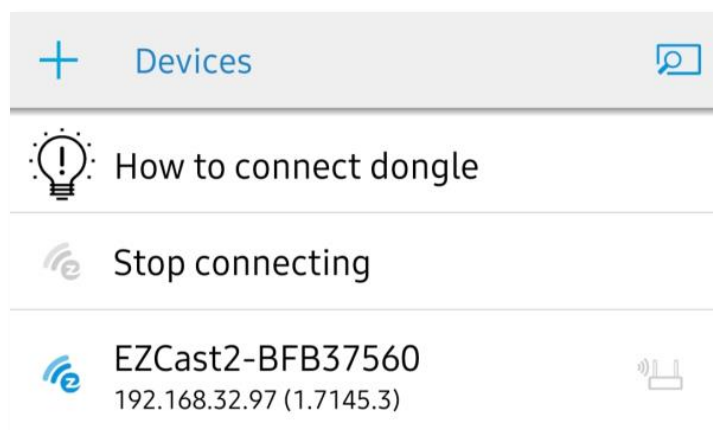 Devices
How to connect dongle
Stop connecting
EZCast2-BFB37560
192.168.32.97 (1.7145.3)